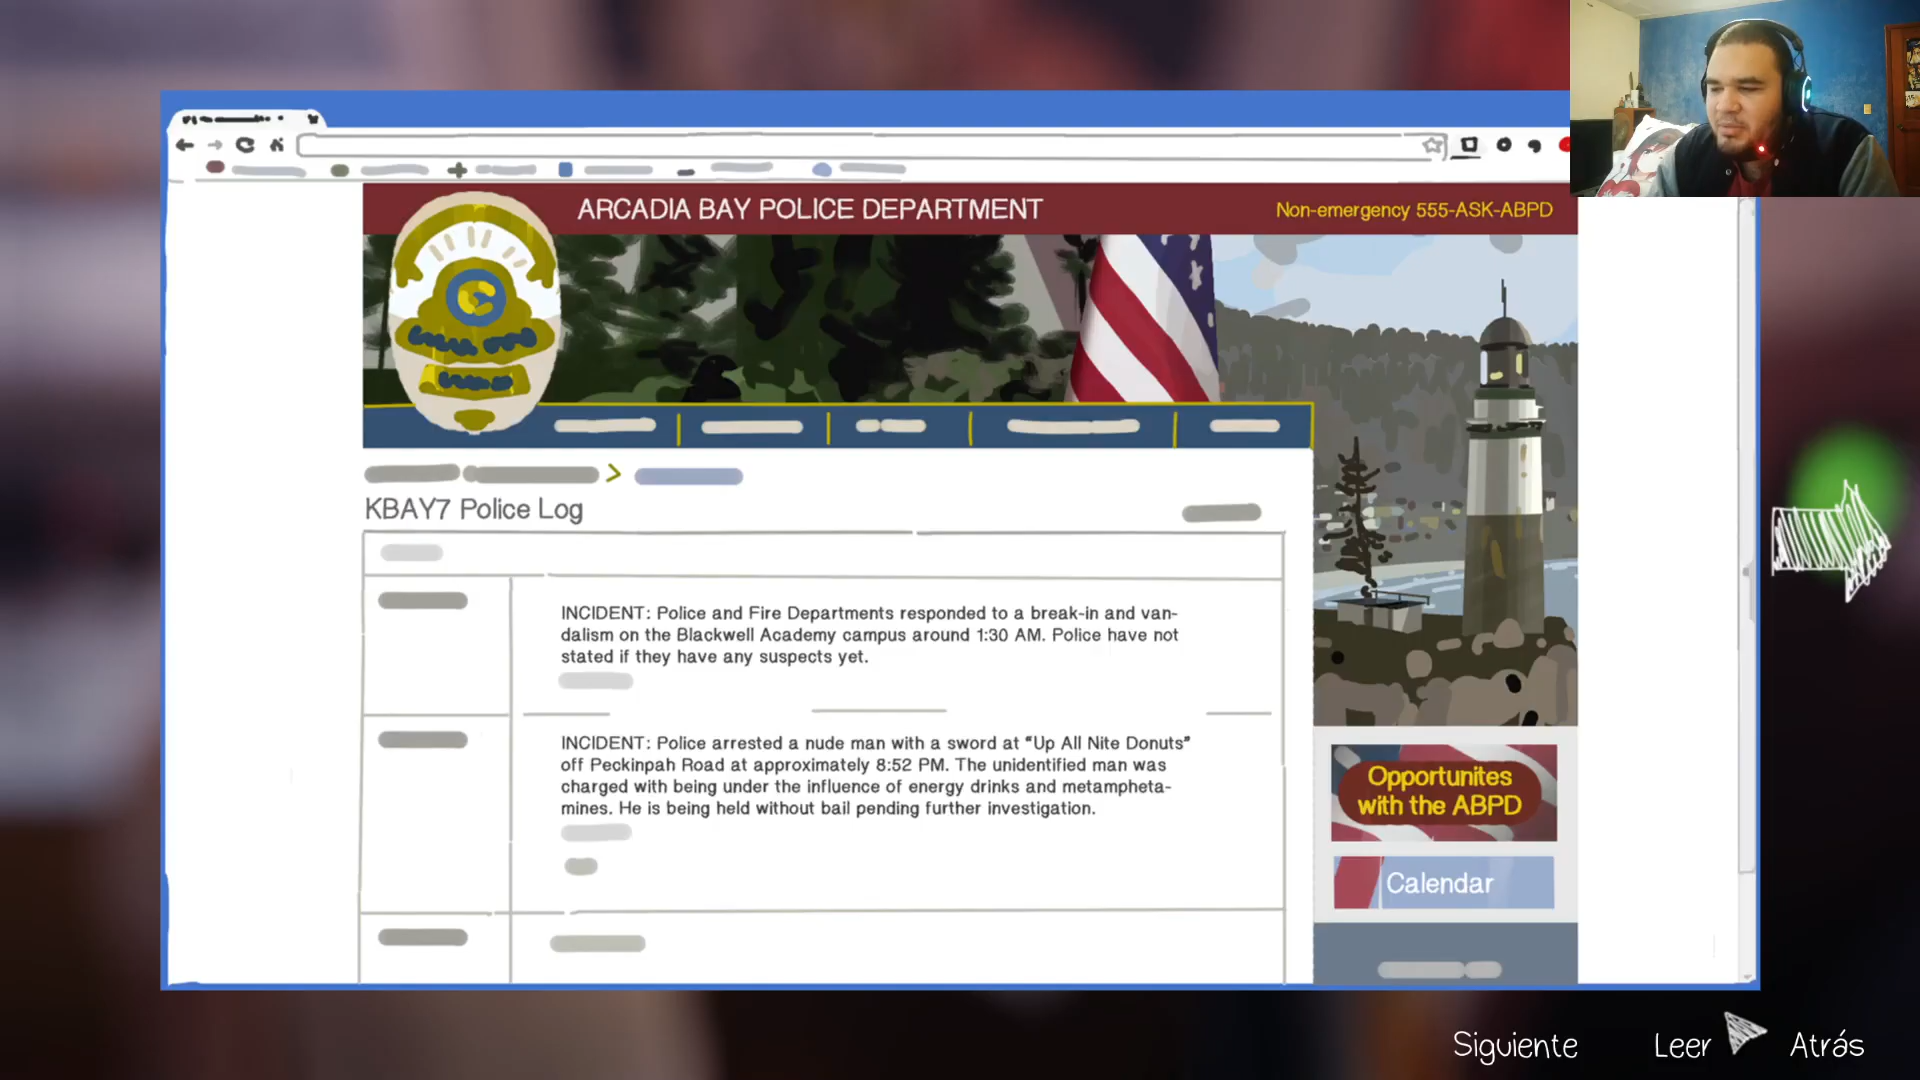 ARCADIA BAY POLICE DEPARTMENT
Non-emergency 555-ASK-ABPD
KBAY7 Police Log
INCIDENT: Police and Fire Departments responded to a break-in and van-
dalism on the Blackwell Academy campus around 1:30 AM. Police have not
stated if they have any suspects yet.
INCIDENT: Police arrested a nude man with a sword at “Up All Nite Donuts”
off Peckinpah Road at approximately 8:52 PM. The unidentified man was
charged with being under the influence of energy drinks and metampheta-
mines. He is being held without bail pending further investigation.
Opportunites
with the ABPD
Calendar
Siguiente
Leer
Atrás